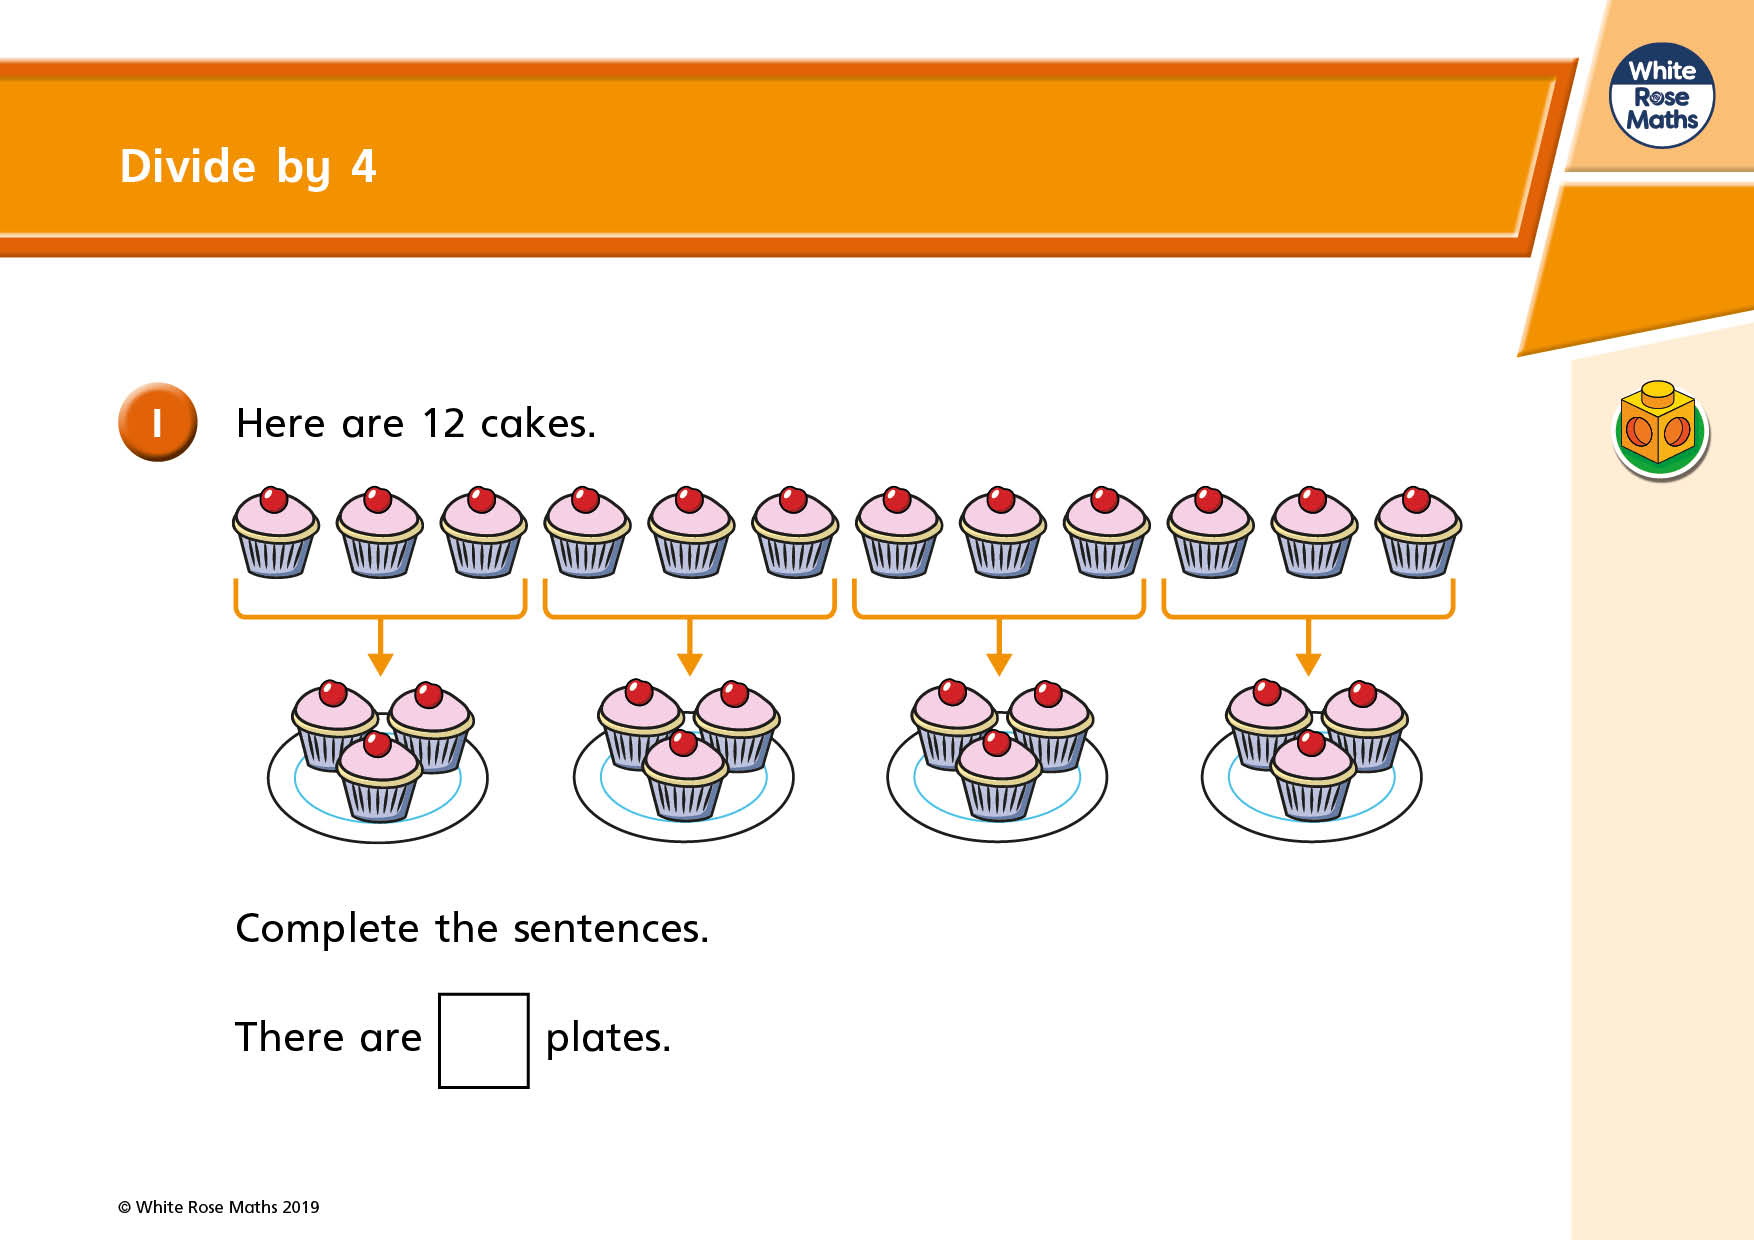 White
Rose
Maths
Divide by 4
1 Here are 12 cakes.
Complete the sentences.
There are plates.
© White Rose Maths 2019